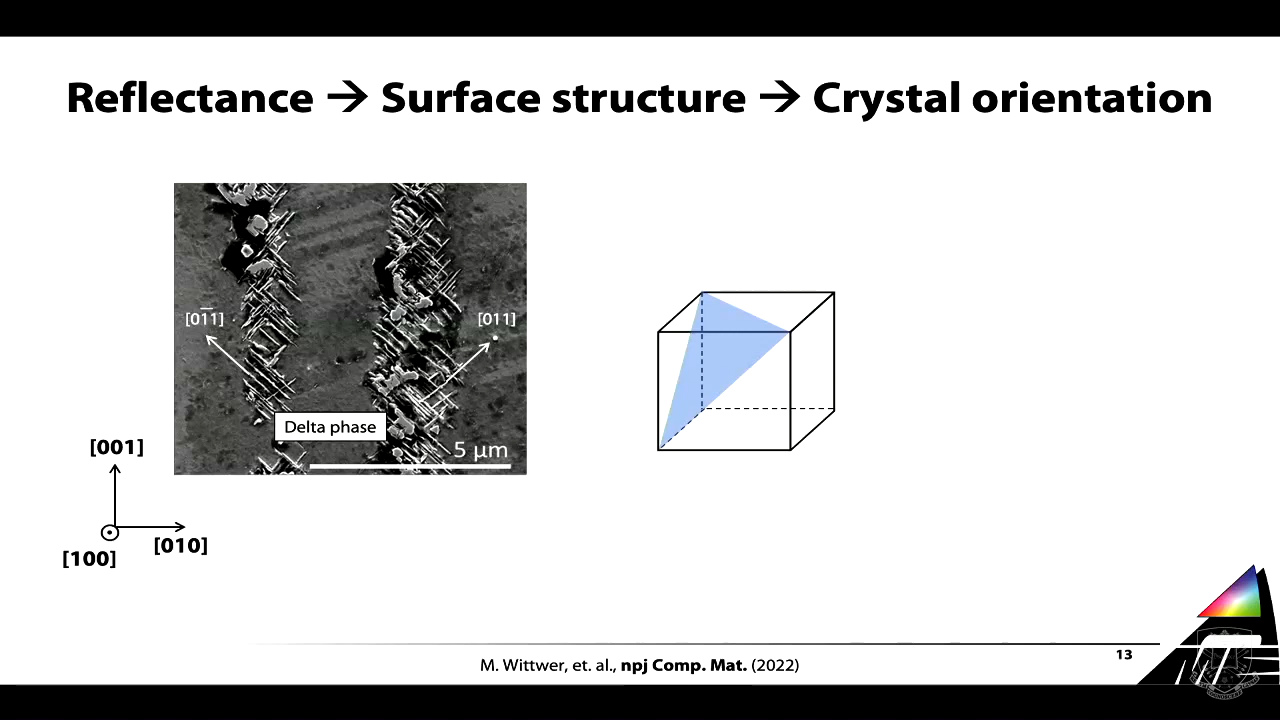 Reflectance → Surface structure → Crystal orientation
[01̅1̅]
[011]
Delta phase
5 μm
[001]
[010]
[100]
13
M. Wittwer, et. al., npj Comp. Mat. (2022)